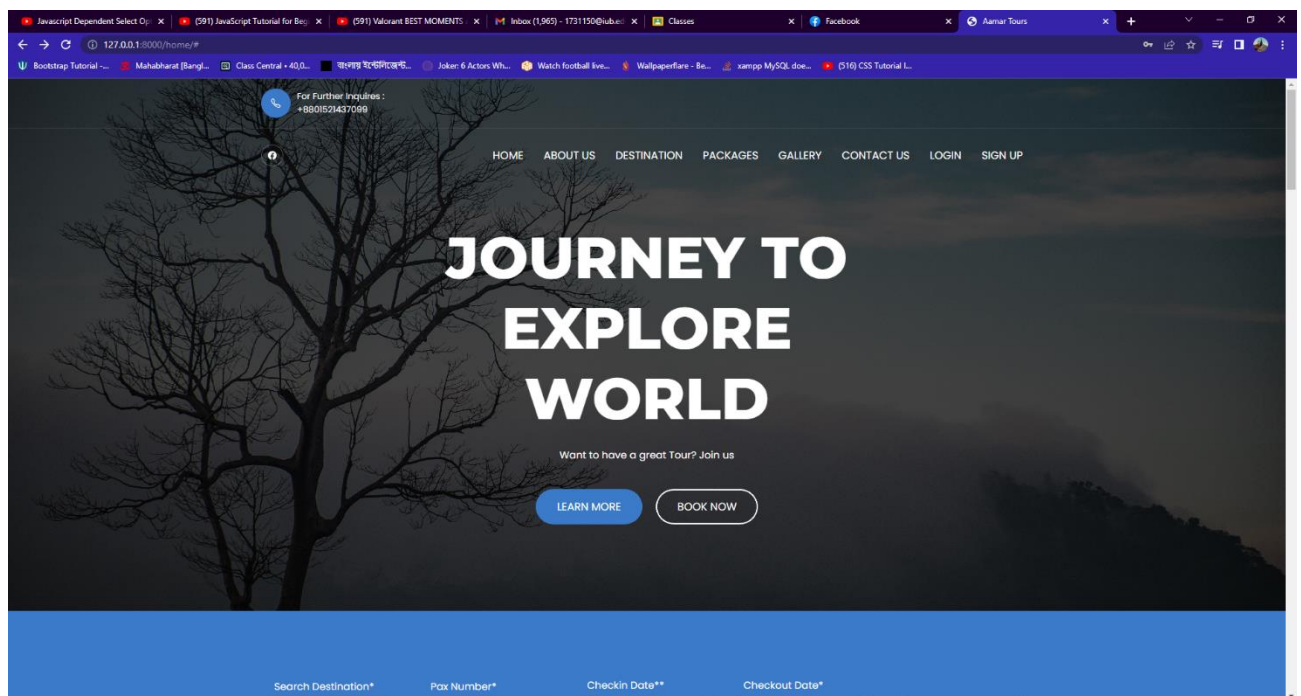 Javascript Dependent Select Op
(591) JavaScript Tutorial for Beg
(591) Valorant BEST MOMENTS
Inbox (1,965) - 1731150@iub.ed
Classes
Facebook
Aamar Tours
127.0.0.1:8000/home/#
Bootstrap Tutorial -...
Mahabharat [Bangl...
Class Central • 40,0...
বাংলায় ইন্টেলিজেন্ট...
Joker: 6 Actors Wh...
Watch football live...
Wallpaperflare - Be...
xampp MySQL doe...
(516) CSS Tutorial I...
For Further Inquires :
+8801521437099
HOME ABOUT US DESTINATION PACKAGES GALLERY CONTACT US LOGIN SIGN UP
JOURNEY TO
EXPLORE
WORLD
Want to have a great Tour? Join us
LEARN MORE BOOK NOW
Search Destination* Pax Number* Checkin Date** Checkout Date*